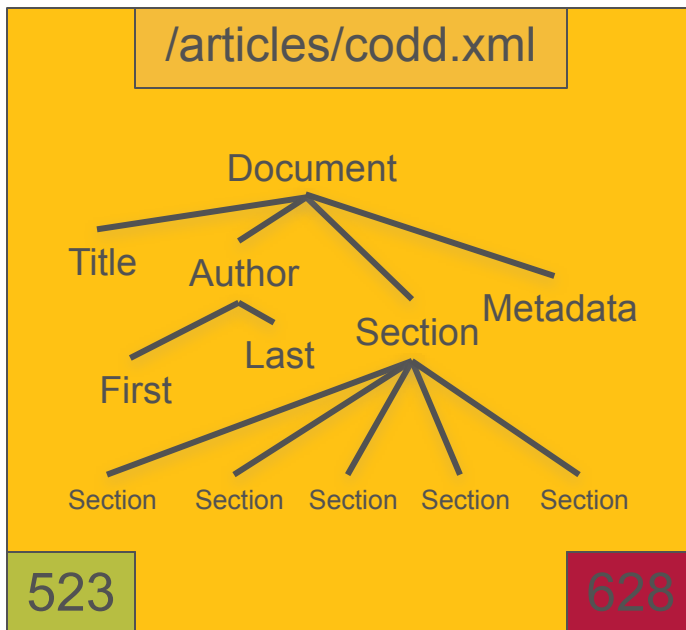 /articles/codd.xml
Document
Title
Author
Metadata
Section
Last
First
Section Section Section Section Section
523 628